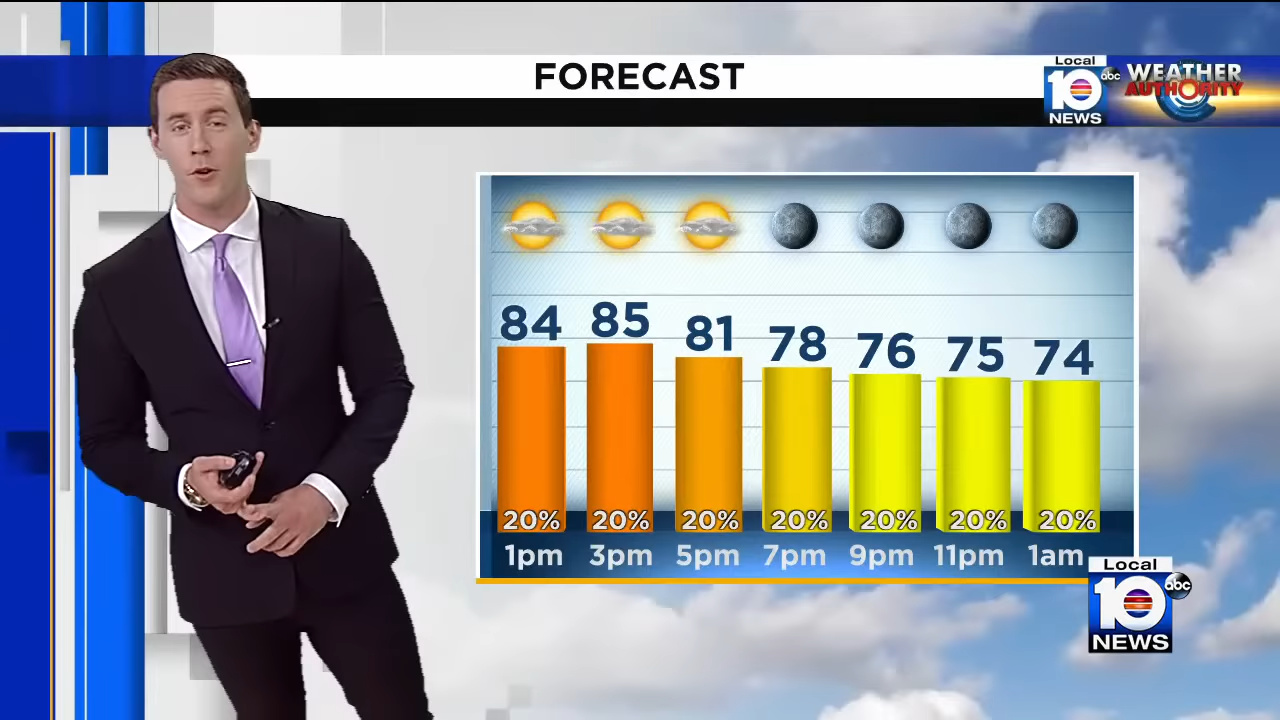 FORECAST
Local
10
abc
NEWS
WEATHER
AUTHORITY
84 85 81 78 76 75 74
20% 20% 20% 20% 20% 20% 20%
1pm 3pm 5pm 7pm 9pm 11pm 1am
Local
10
abc
NEWS